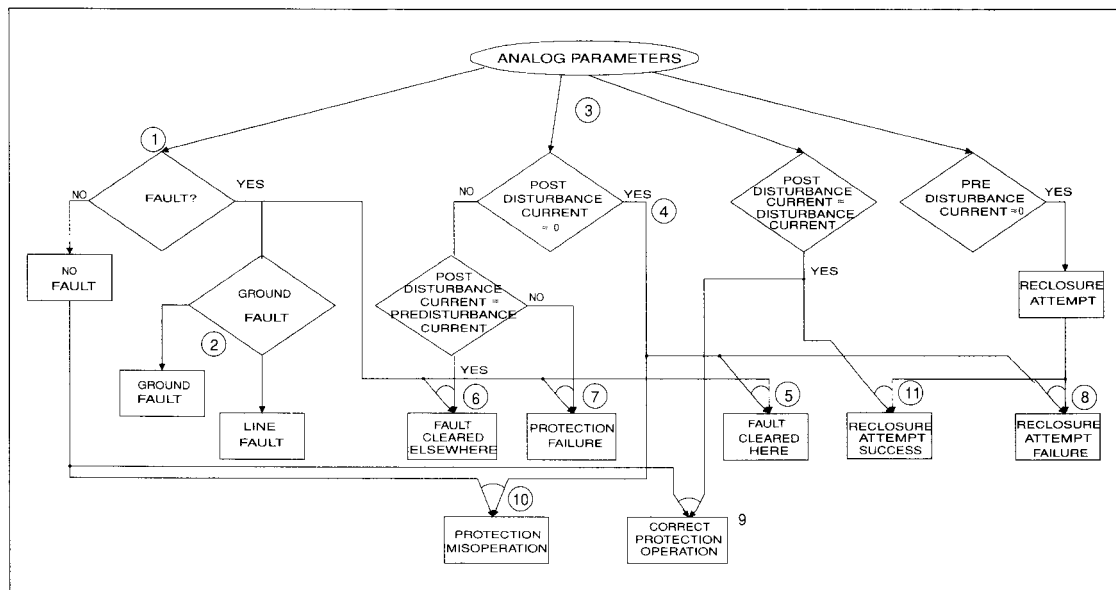 ANALOG PARAMETERS
1
3
NO
FAULT?
YES
NO
POST
DISTURBANCE
CURRENT
≈ 0
YES
4
POST
DISTURBANCE
CURRENT ≈
DISTURBANCE
CURRENT
PRE
DISTURBANCE
CURRENT ≈0
YES
NO
FAULT
GROUND
FAULT
2
POST
DISTURBANCE
CURRENT ≈
PREDISTURBANCE
CURRENT
NO
YES
RECLOSURE
ATTEMPT
YES
GROUND
FAULT
LINE
FAULT
6
FAULT
CLEARED
ELSEWHERE
7
PROTECTION
FAILURE
5
FAULT
CLEARED
HERE
11
RECLOSURE
ATTEMPT
SUCCESS
8
RECLOSURE
ATTEMPT
FAILURE
10
PROTECTION
MISOPERATION
9
CORRECT
PROTECTION
OPERATION